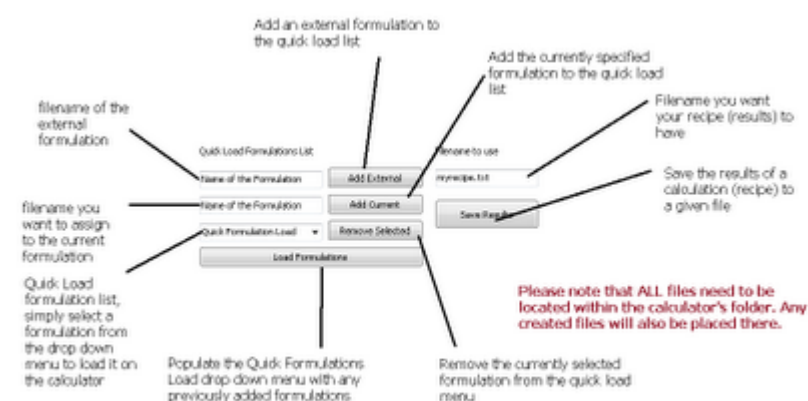 Add an external formulation to
the quick load list
Add the currently specified
formulation to the quick load
list
filename of the
external
formulation
Filename you want
your recipe (results) to
have
Quick Load Formulations List
Filename to use
Name of the Formulation
Add External
myrecipe.txt
Save the results of a
calculation (recipe) to
a given file
filename you
want to assign
to the current
formulation
Name of the Formulation
Add Current
Save Results
Quick Formulation Load
Remove Selected
Load Formulations
Quick Load
formulation list,
simply select a
formulation from
the drop down
menu to load it on
the calculator
Please note that ALL files need to be
located within the calculator's folder. Any
created files will also be placed there.
Populate the Quick Formulations
Load drop down menu with any
previously added formulations
Remove the currently selected
formulation from the quick load
menu